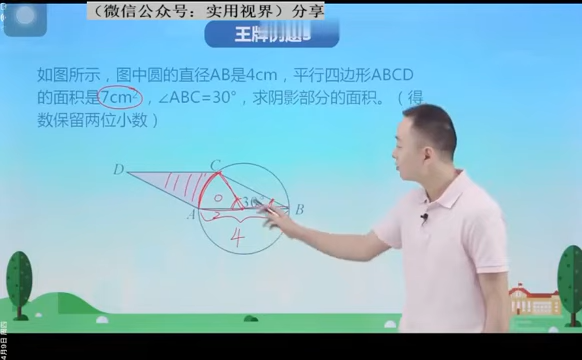 （微信公众号：实用视界）分享
王牌例题3
如图所示，图中圆的直径AB是4cm，平行四边形ABCD
的面积是7cm²，∠ABC=30°，求阴影部分的面积。（得
数保留两位小数）
D C
O 30°
A 2 B
4